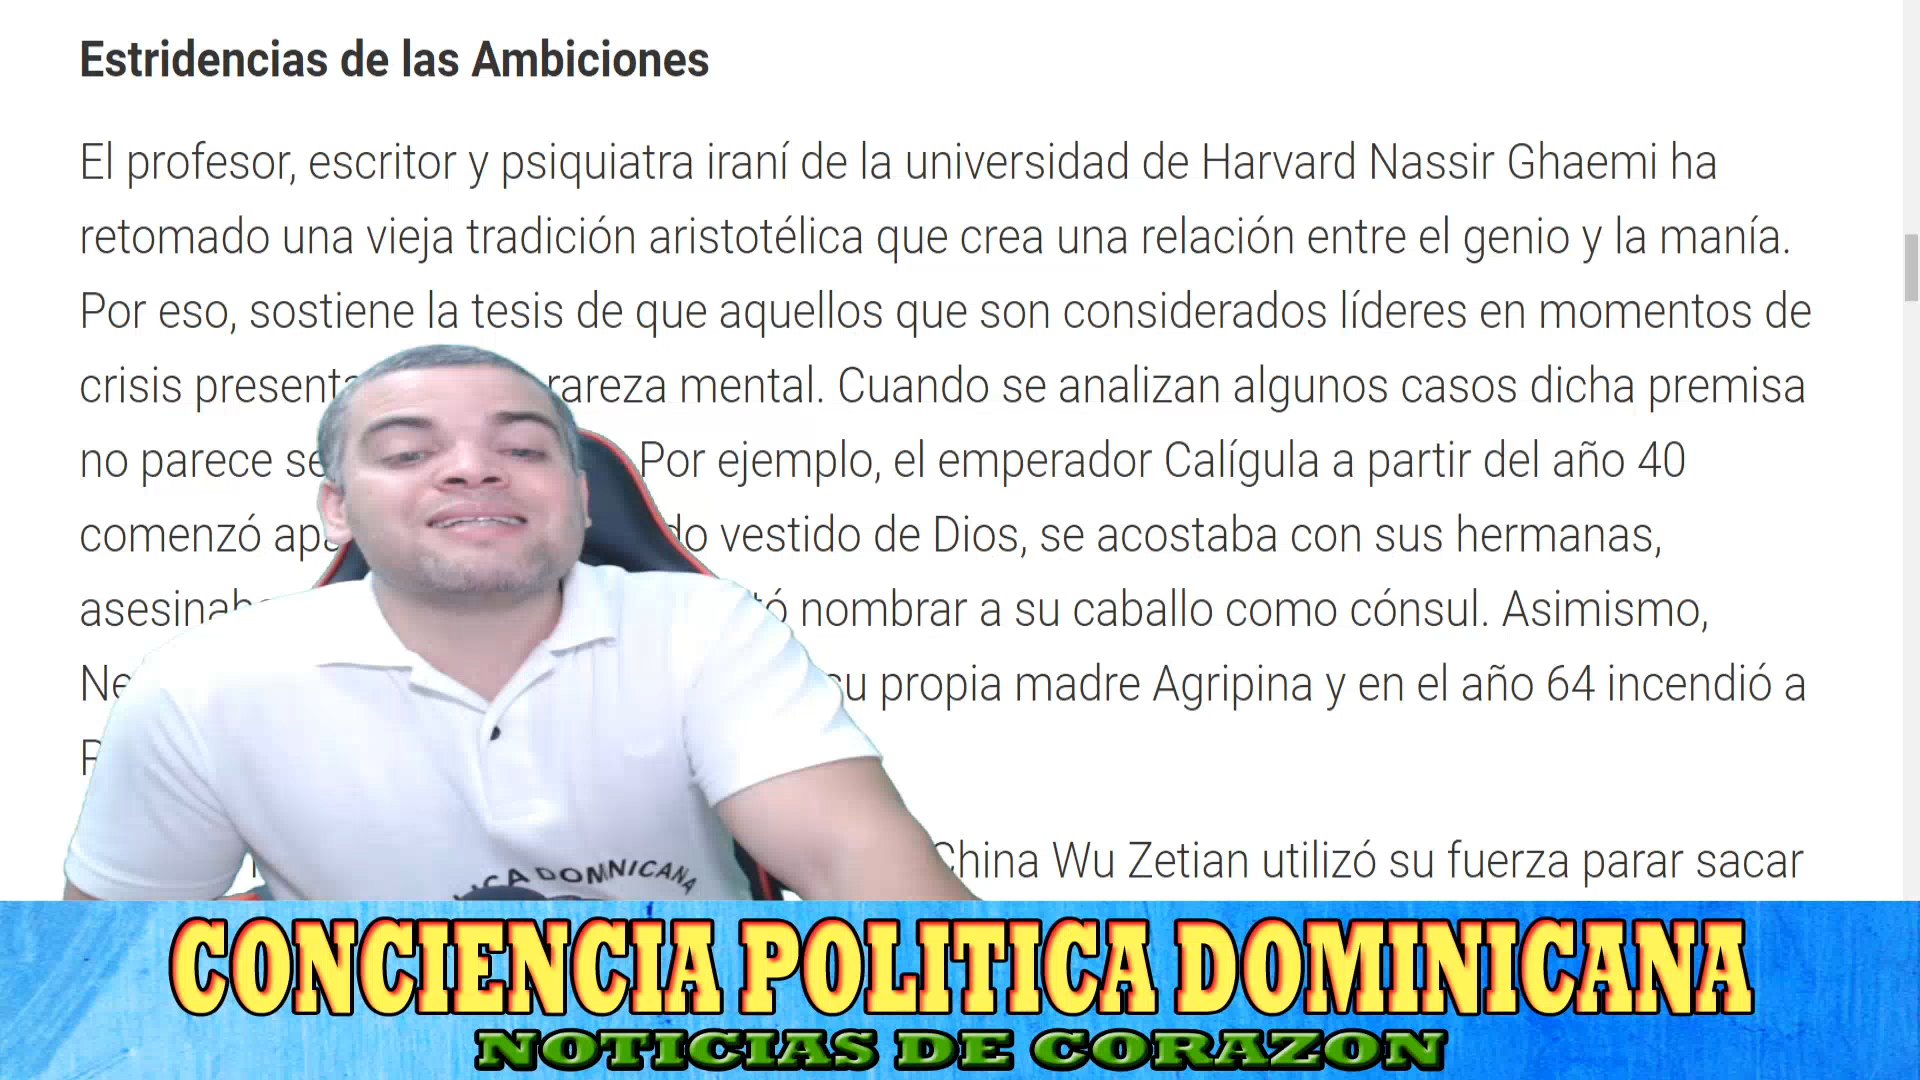 Estridencias de las Ambiciones
El profesor, escritor y psiquiatra iraní de la universidad de Harvard Nassir Ghaemi ha
retomado una vieja tradición aristotélica que crea una relación entre el genio y la manía.
Por eso, sostiene la tesis de que aquellos que son considerados líderes en momentos de
crisis rareza mental. Cuando se analizan algunos casos dicha premisa
no parece Por ejemplo, el emperador Calígula a partir del año 40
comenzó vestido de Dios, se acostaba con sus hermanas,
nombrar a su caballo como cónsul. Asimismo,
su propia madre Agripina y en el año 64 incendió a
China Wu Zetian utilizó su fuerza parar sacar
DOMINICANA
CONCIENCIA POLITICA DOMINICANA
NOTICIAS DE CORAZON